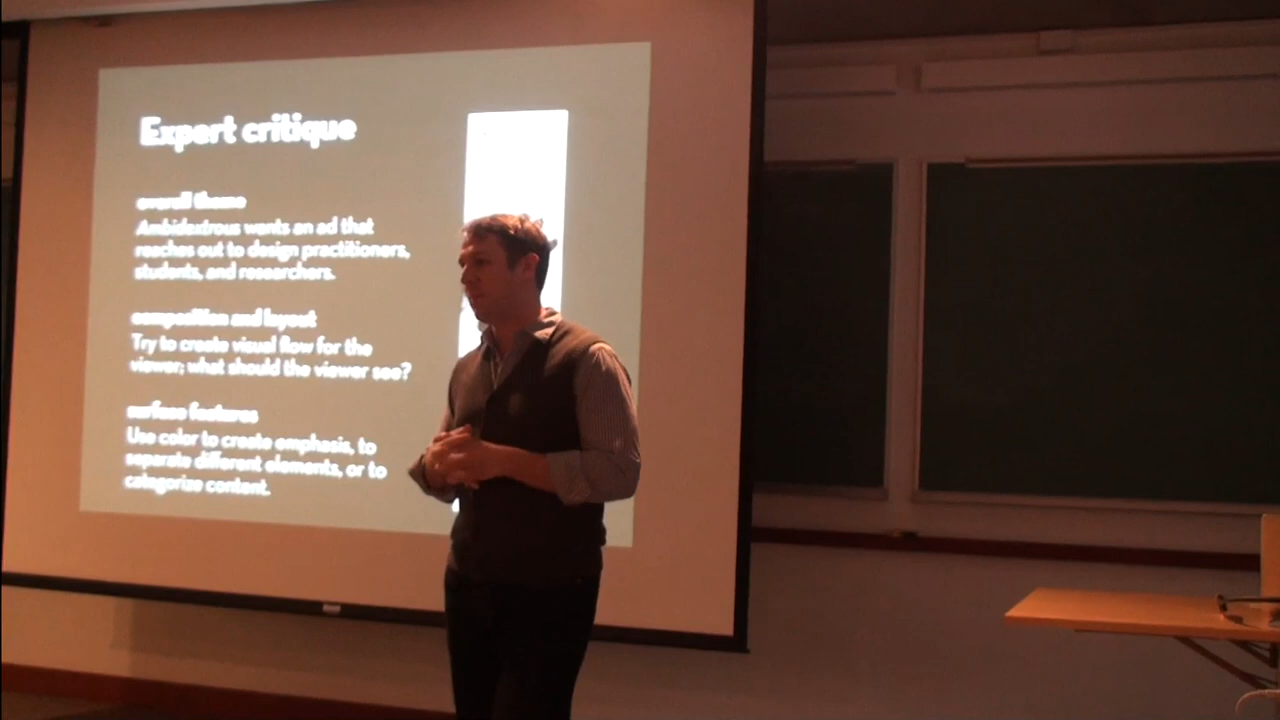 Expert critique
overall theme
Ambidextrous wants an ad that
reaches out to design practitioners,
students, and researchers.
composition and layout
Try to create visual flow for the
viewer; what should the viewer see?
surface features
Use color to create emphasis, to
separate different elements, or to
categorize content.